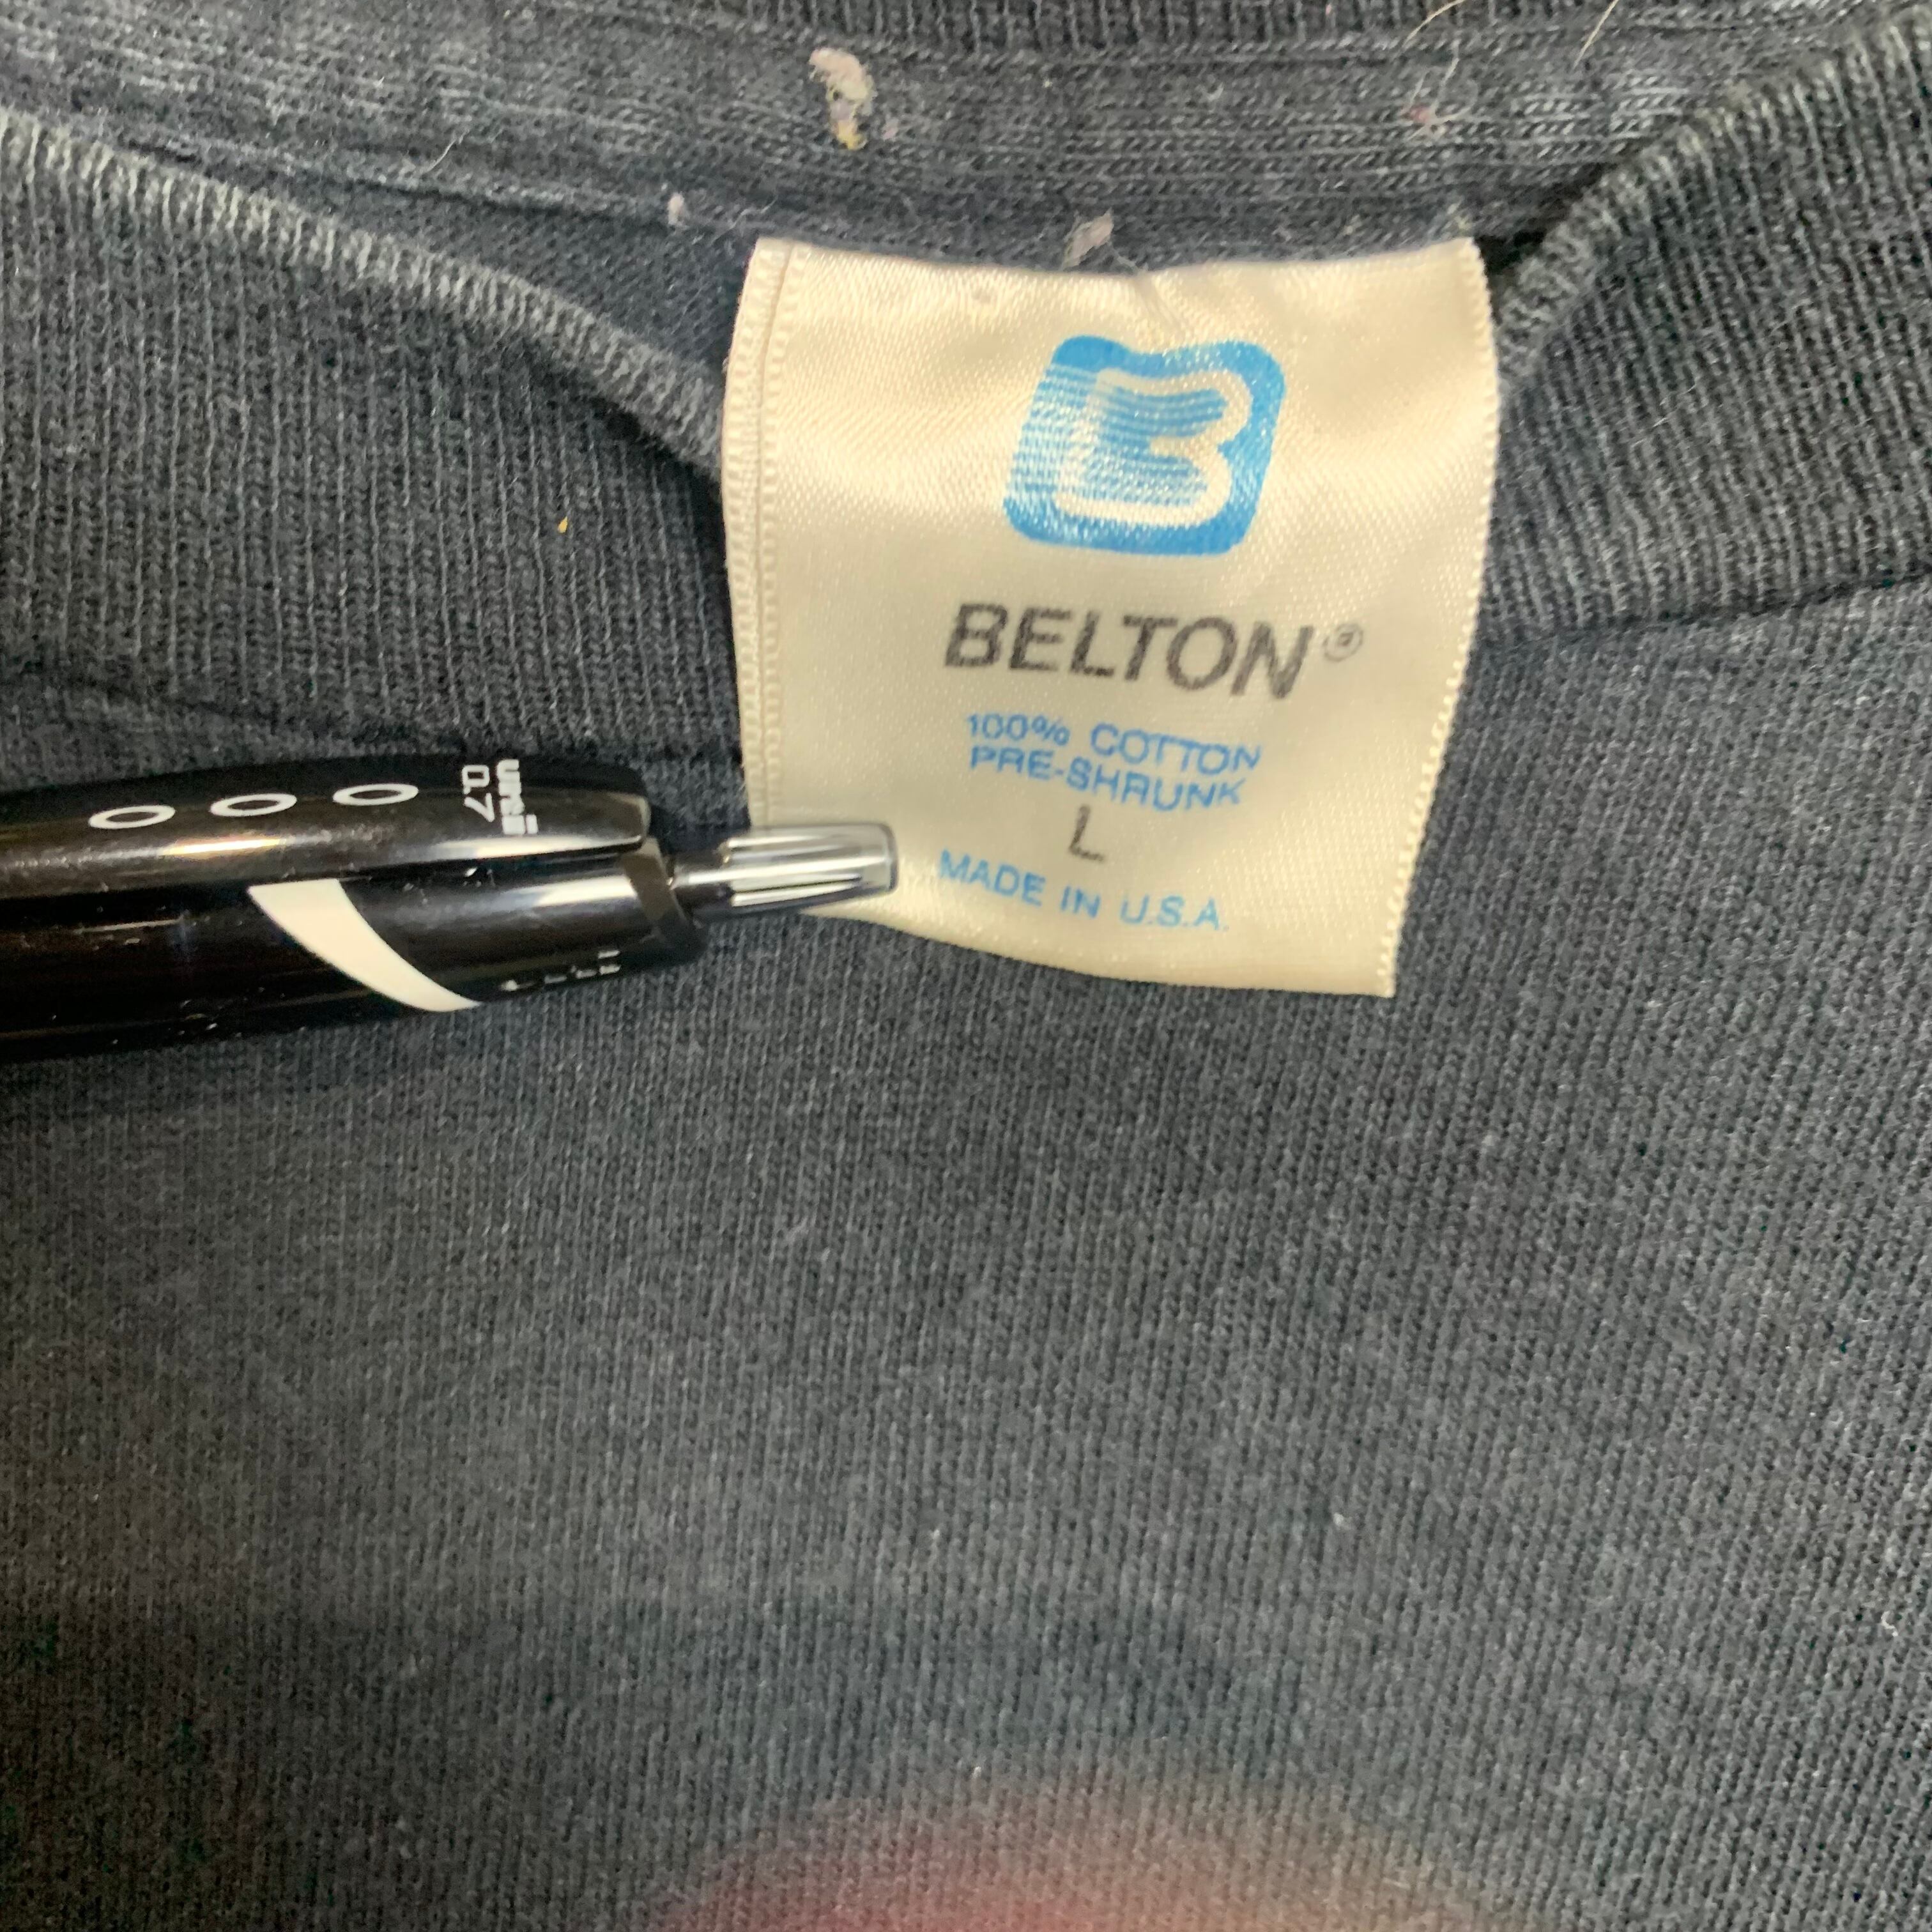 B
BELTON®
100% COTTON
PRE-SHRUNK
L
MADE IN U.S.A.
uni
0.7